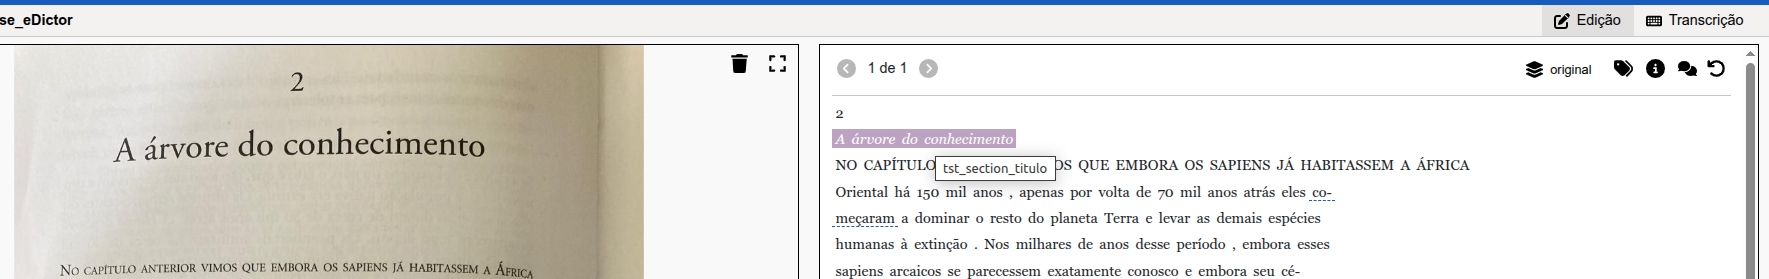 se_eDictor
Edição
Transcrição
2
A árvore do conhecimento
NO CAPÍTULO ANTERIOR VIMOS QUE EMBORA OS SAPIENS JÁ HABITASSEM A ÁFRICA
1 de 1
original
2
A árvore do conhecimento
NO CAPÍTULO OS QUE EMBORA OS SAPIENS JÁ HABITASSEM A ÁFRICA
tst_section_titulo
Oriental há 150 mil anos , apenas por volta de 70 mil anos atrás eles co-
meçaram a dominar o resto do planeta Terra e levar as demais espécies
humanas à extinção . Nos milhares de anos desse período , embora esses
sapiens arcaicos se parecessem exatamente conosco e embora seu cé-